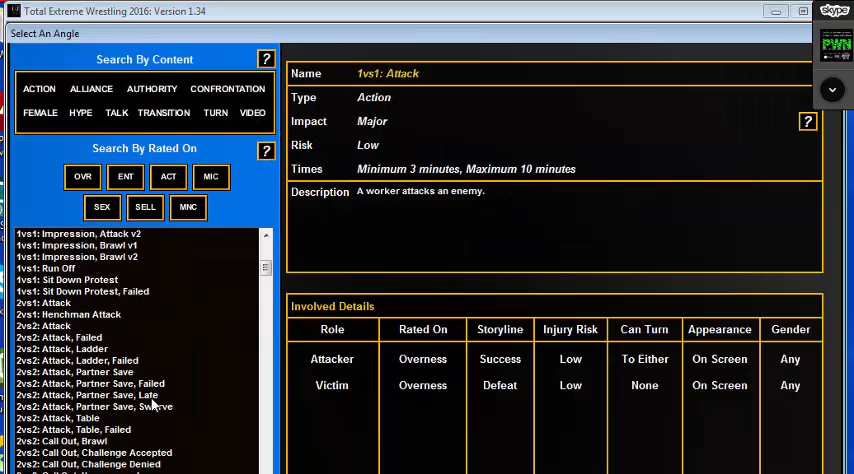 Total Extreme Wrestling 2016: Version 1.34
skype
Select An Angle
Search By Content
?
ACTION ALLIANCE AUTHORITY CONFRONTATION
FEMALE HYPE TALK TRANSITION TURN VIDEO
Search By Rated On
?
OVR ENT ACT MIC
SEX SELL MNC
1vs1: Impression, Attack v2
1vs1: Impression, Brawl v1
1vs1: Impression, Brawl v2
1vs1: Run Off
1vs1: Sit Down Protest
1vs1: Sit Down Protest, Failed
2vs1: Attack
2vs1: Henchman Attack
2vs2: Attack
2vs2: Attack, Failed
2vs2: Attack, Ladder
2vs2: Attack, Ladder, Failed
2vs2: Attack, Partner Save
2vs2: Attack, Partner Save, Failed
2vs2: Attack, Partner Save, Late
2vs2: Attack, Partner Save, Swerve
2vs2: Attack, Table
2vs2: Attack, Table, Failed
2vs2: Call Out, Brawl
2vs2: Call Out, Challenge Accepted
2vs2: Call Out, Challenge Denied
Name 1vs1: Attack
Type Action
Impact Major
?
Risk Low
Times Minimum 3 minutes, Maximum 10 minutes
Description A worker attacks an enemy.
Involved Details
Role Rated On Storyline Injury Risk Can Turn Appearance Gender
Attacker Overness Success Low To Either On Screen Any
Victim Overness Defeat Low None On Screen Any